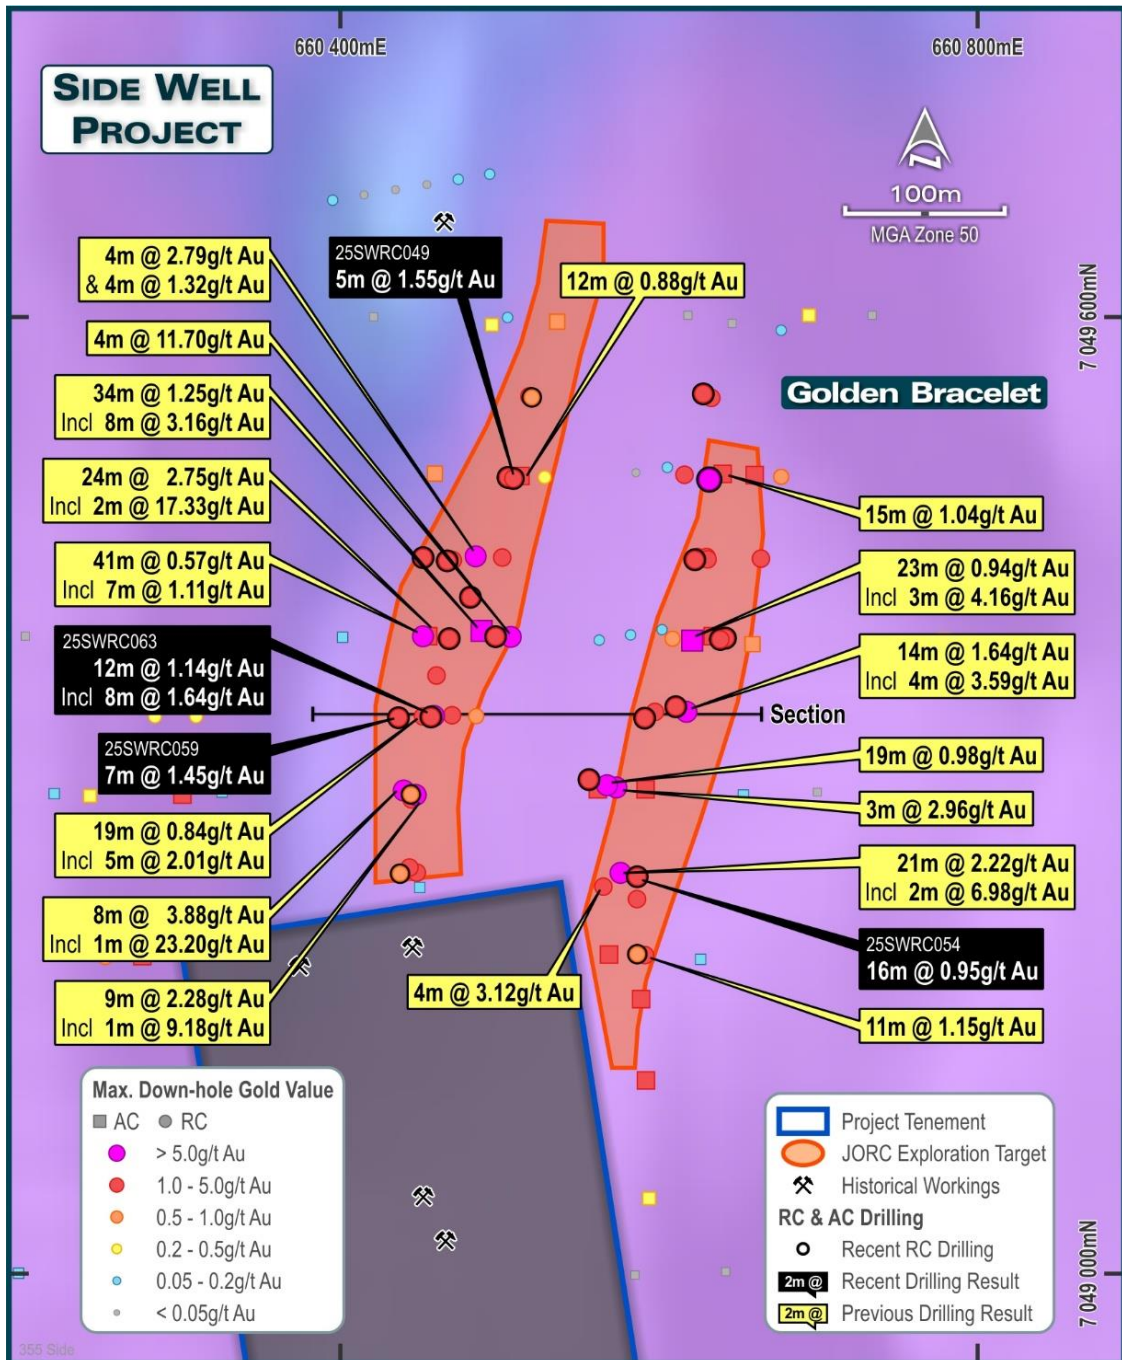 660 400mE
660 800mE
SIDE WELL
PROJECT
N
100m
MGA Zone 50
7 049 600mN
4m @ 2.79g/t Au
& 4m @ 1.32g/t Au
25SWRC049
5m @ 1.55g/t Au
12m @ 0.88g/t Au
4m @ 11.70g/t Au
34m @ 1.25g/t Au
Incl 8m @ 3.16g/t Au
Golden Bracelet
24m @ 2.75g/t Au
Incl 2m @ 17.33g/t Au
15m @ 1.04g/t Au
41m @ 0.57g/t Au
Incl 7m @ 1.11g/t Au
23m @ 0.94g/t Au
Incl 3m @ 4.16g/t Au
25SWRC063
12m @ 1.14g/t Au
Incl 8m @ 1.64g/t Au
14m @ 1.64g/t Au
Incl 4m @ 3.59g/t Au
Section
25SWRC059
7m @ 1.45g/t Au
19m @ 0.98g/t Au
3m @ 2.96g/t Au
19m @ 0.84g/t Au
Incl 5m @ 2.01g/t Au
21m @ 2.22g/t Au
Incl 2m @ 6.98g/t Au
8m @ 3.88g/t Au
Incl 1m @ 23.20g/t Au
25SWRC054
16m @ 0.95g/t Au
9m @ 2.28g/t Au
Incl 1m @ 9.18g/t Au
4m @ 3.12g/t Au
11m @ 1.15g/t Au
Max. Down-hole Gold Value
AC RC
> 5.0g/t Au
1.0 - 5.0g/t Au
0.5 - 1.0g/t Au
0.2 - 0.5g/t Au
0.05 - 0.2g/t Au
< 0.05g/t Au
Project Tenement
JORC Exploration Target
Historical Workings
RC & AC Drilling
Recent RC Drilling
2m @ Recent Drilling Result
2m @ Previous Drilling Result
7 049 000mN
355 Side